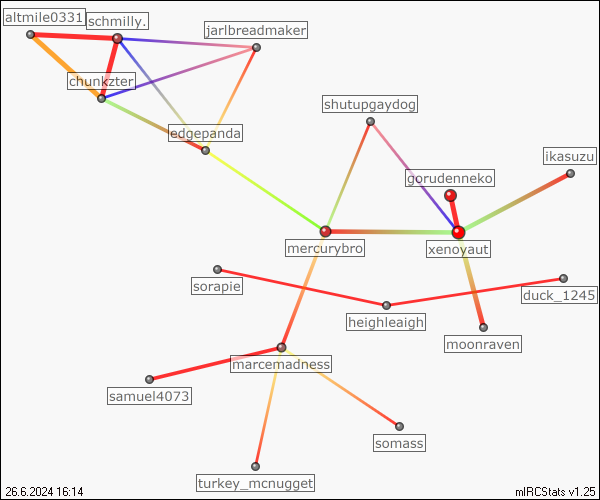 altmile0331
schmilly.
jarlbreadmaker
chunkzter
shutupgaydog
edgepanda
ikasuzu
gorudenneko
mercurybro
xenoyaut
sorapie
duck_1245
heighleaigh
moonraven
marcemadness
samuel4073
somass
turkey_mcnugget
26.6.2024 16:14
mIRCStats v1.25